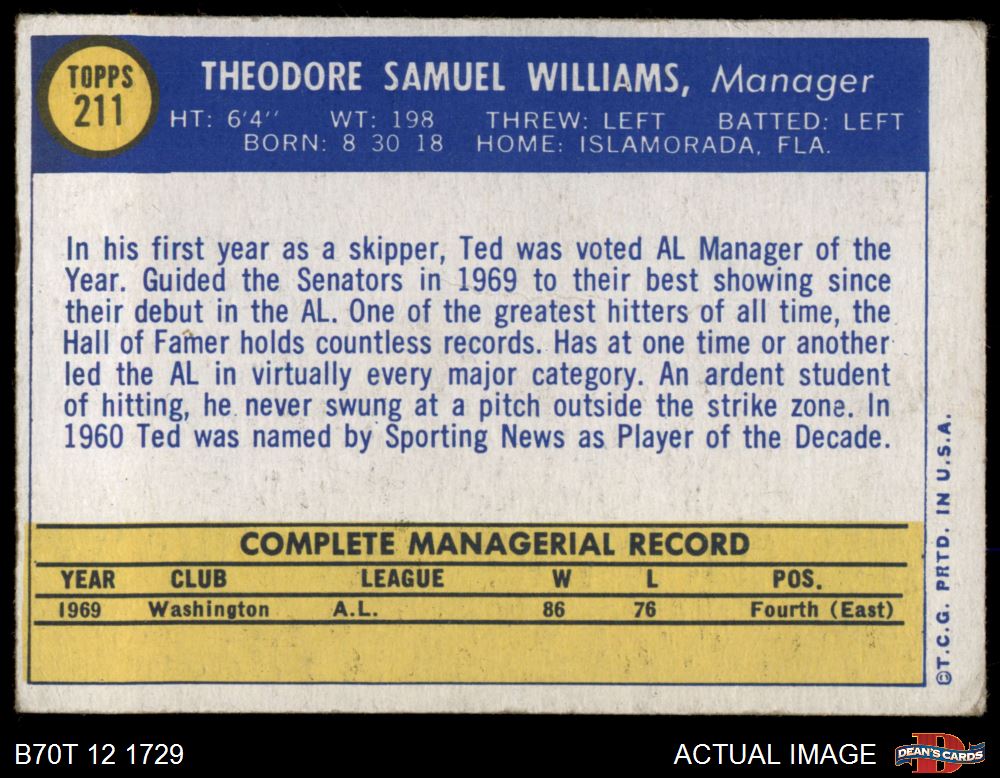 TOPPS
211
THEODORE SAMUEL WILLIAMS, Manager
HT: 6'4" WT: 198 THREW: LEFT BATTED: LEFT
BORN: 8 30 18 HOME: ISLAMORADA, FLA.
In his first year as a skipper, Ted was voted AL Manager of the
Year. Guided the Senators in 1969 to their best showing since
their debut in the AL. One of the greatest hitters of all time, the
Hall of Famer holds countless records. Has at one time or another
led the AL in virtually every major category. An ardent student
of hitting, he never swung at a pitch outside the strike zone. In
1960 Ted was named by Sporting News as Player of the Decade.
COMPLETE MANAGERIAL RECORD
YEAR CLUB LEAGUE W L POS.
1969 Washington A.L. 86 76 Fourth (East)
©T.C.G. PRTD. IN U.S.A.
B70T 12 1729
ACTUAL IMAGE
DEAN'S CARDS